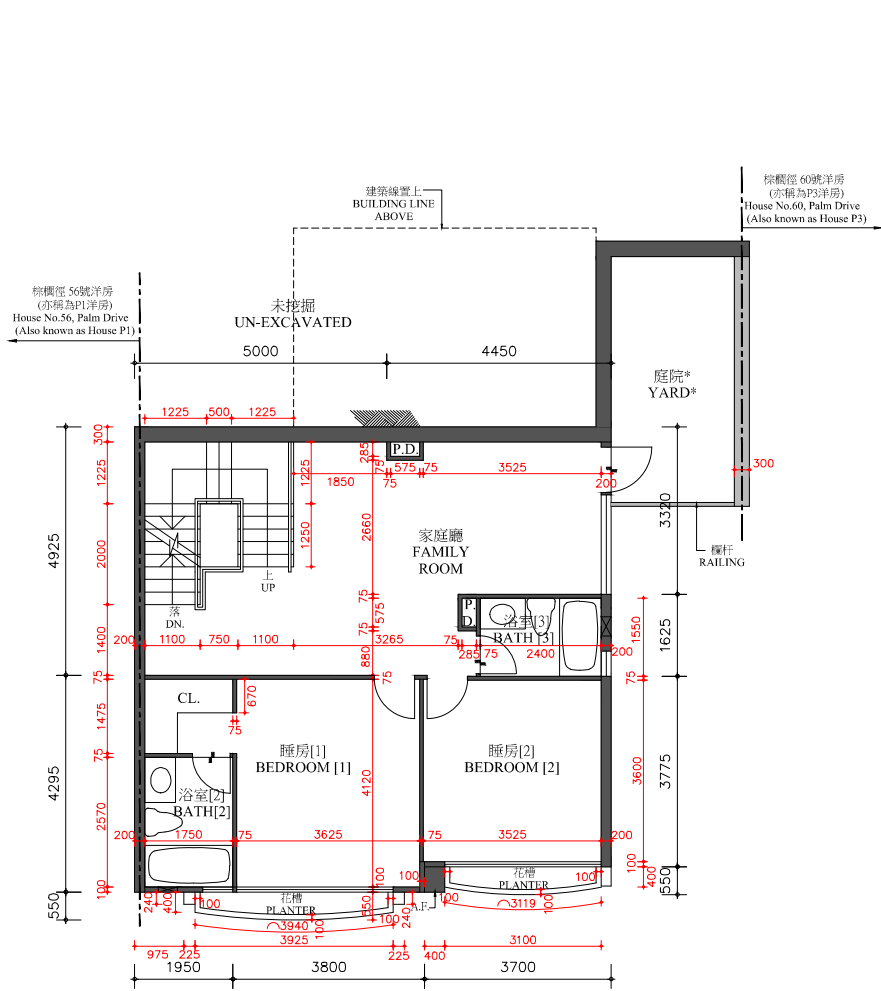 棕櫚徑 60號洋房
(亦稱為P3洋房)
House No.60, Palm Drive
(Also known as House P3)
建築線置上
BUILDING LINE
ABOVE
棕櫚徑 56號洋房
(亦稱為P1洋房)
House No.56, Palm Drive
(Also known as House P1)
未挖掘
UN-EXCAVATED
5000
4450
庭院*
YARD*
1225
500
1225
300
P.D.
285
75
575
75
3525
1850
75
200
300
1225
1225
3320
4925
2000
1250
2660
家庭廳
FAMILY
ROOM
欄杆
RAILING
上
UP
落
DN.
75
575
75
P.
D.
浴室[3]
BATH [3]
1550
1625
1400
200
1100
750
1100
3265
75
285
75
2400
200
880
75
75
75
CL.
670
1475
75
75
睡房[1]
BEDROOM [1]
睡房[2]
BEDROOM [2]
3600
3775
4295
4120
浴室[2]
BATH[2]
2570
200
1750
75
3625
75
3525
200
100
100
100
400
550
花槽
PLANTER
花槽
PLANTER
100
550
240
400
100
100
550
100
240
A.F.
100
3119
100
100
3940
975
225
3925
225
400
3100
1950
3800
3700